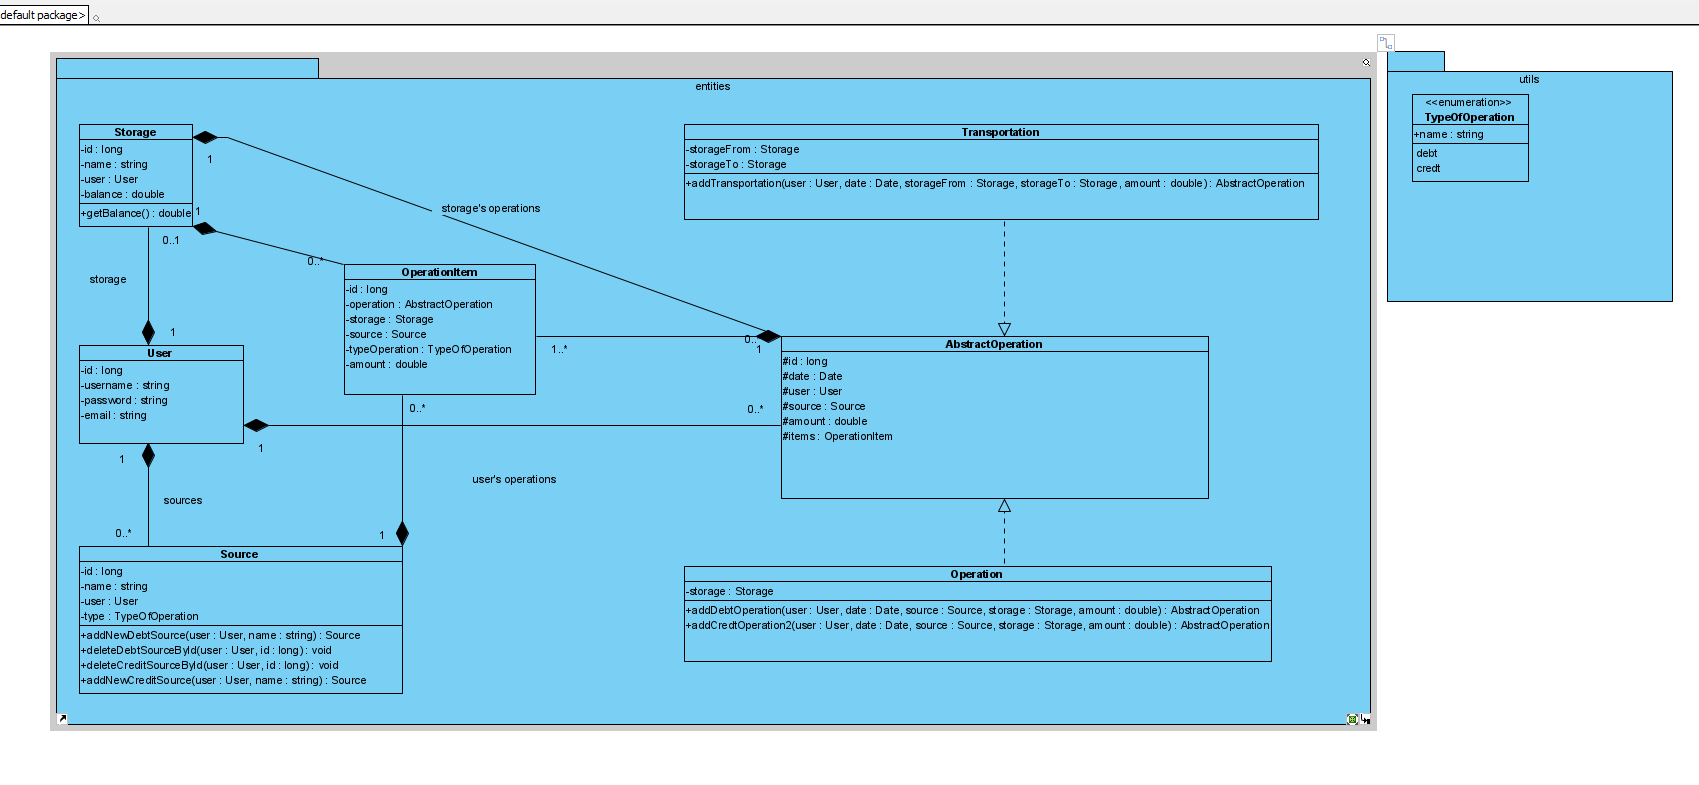 default package>
entities
Storage
-id : long
-name : string
-user : User
-balance : double
+getBalance() : double
1
1
0..1
storage's operations
Transportation
-storageFrom : Storage
-storageTo : Storage
+addTransportation(user : User, date : Date, storageFrom : Storage, storageTo : Storage, amount : double) : AbstractOperation
utils
<<enumeration>>
TypeOfOperation
+name : string
debt
credt
storage
0..*
1
OperationItem
-id : long
-operation : AbstractOperation
-storage : Storage
-source : Source
-typeOperation : TypeOfOperation
-amount : double
1..*
0..
1
AbstractOperation
#id : long
#date : Date
#user : User
#source : Source
#amount : double
#items : OperationItem
User
-id : long
-username : string
-password : string
-email : string
0..*
0..*
1
1
user's operations
sources
0..*
1
Source
-id : long
-name : string
-user : User
-type : TypeOfOperation
+addNewDebtSource(user : User, name : string) : Source
+deleteDebtSourceById(user : User, id : long) : void
+deleteCreditSourceById(user : User, id : long) : void
+addNewCreditSource(user : User, name : string) : Source
Operation
-storage : Storage
+addDebtOperation(user : User, date : Date, source : Source, storage : Storage, amount : double) : AbstractOperation
+addCredtOperation2(user : User, date : Date, source : Source, storage : Storage, amount : double) : AbstractOperation